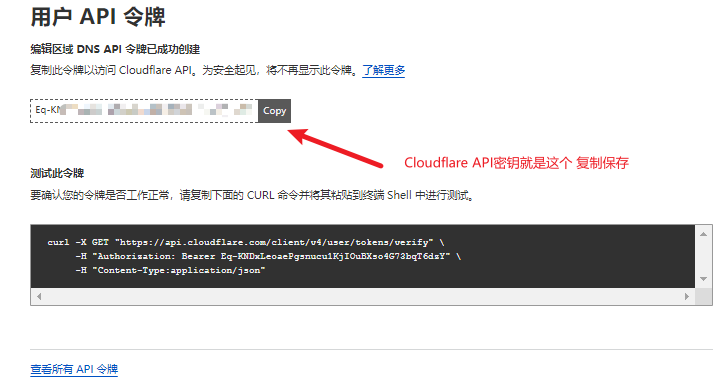 用户 API 令牌
编辑区域 DNS API 令牌已成功创建
复制此令牌以访问 Cloudflare API。为安全起见，将不再显示此令牌。了解更多
Copy
Cloudflare API密钥就是这个 复制保存
测试此令牌
要确认您的令牌是否工作正常，请复制下面的 CURL 命令并将其粘贴到终端 Shell 中进行测试。
curl -X GET "https://api.cloudflare.com/client/v4/user/tokens/verify" \
-H "Authorization: Bearer Eq-KNDxLeoaePgsnucu1KjIOuBXso4G73bqT6dsY" \
-H "Content-Type:application/json"
查看所有 API 令牌